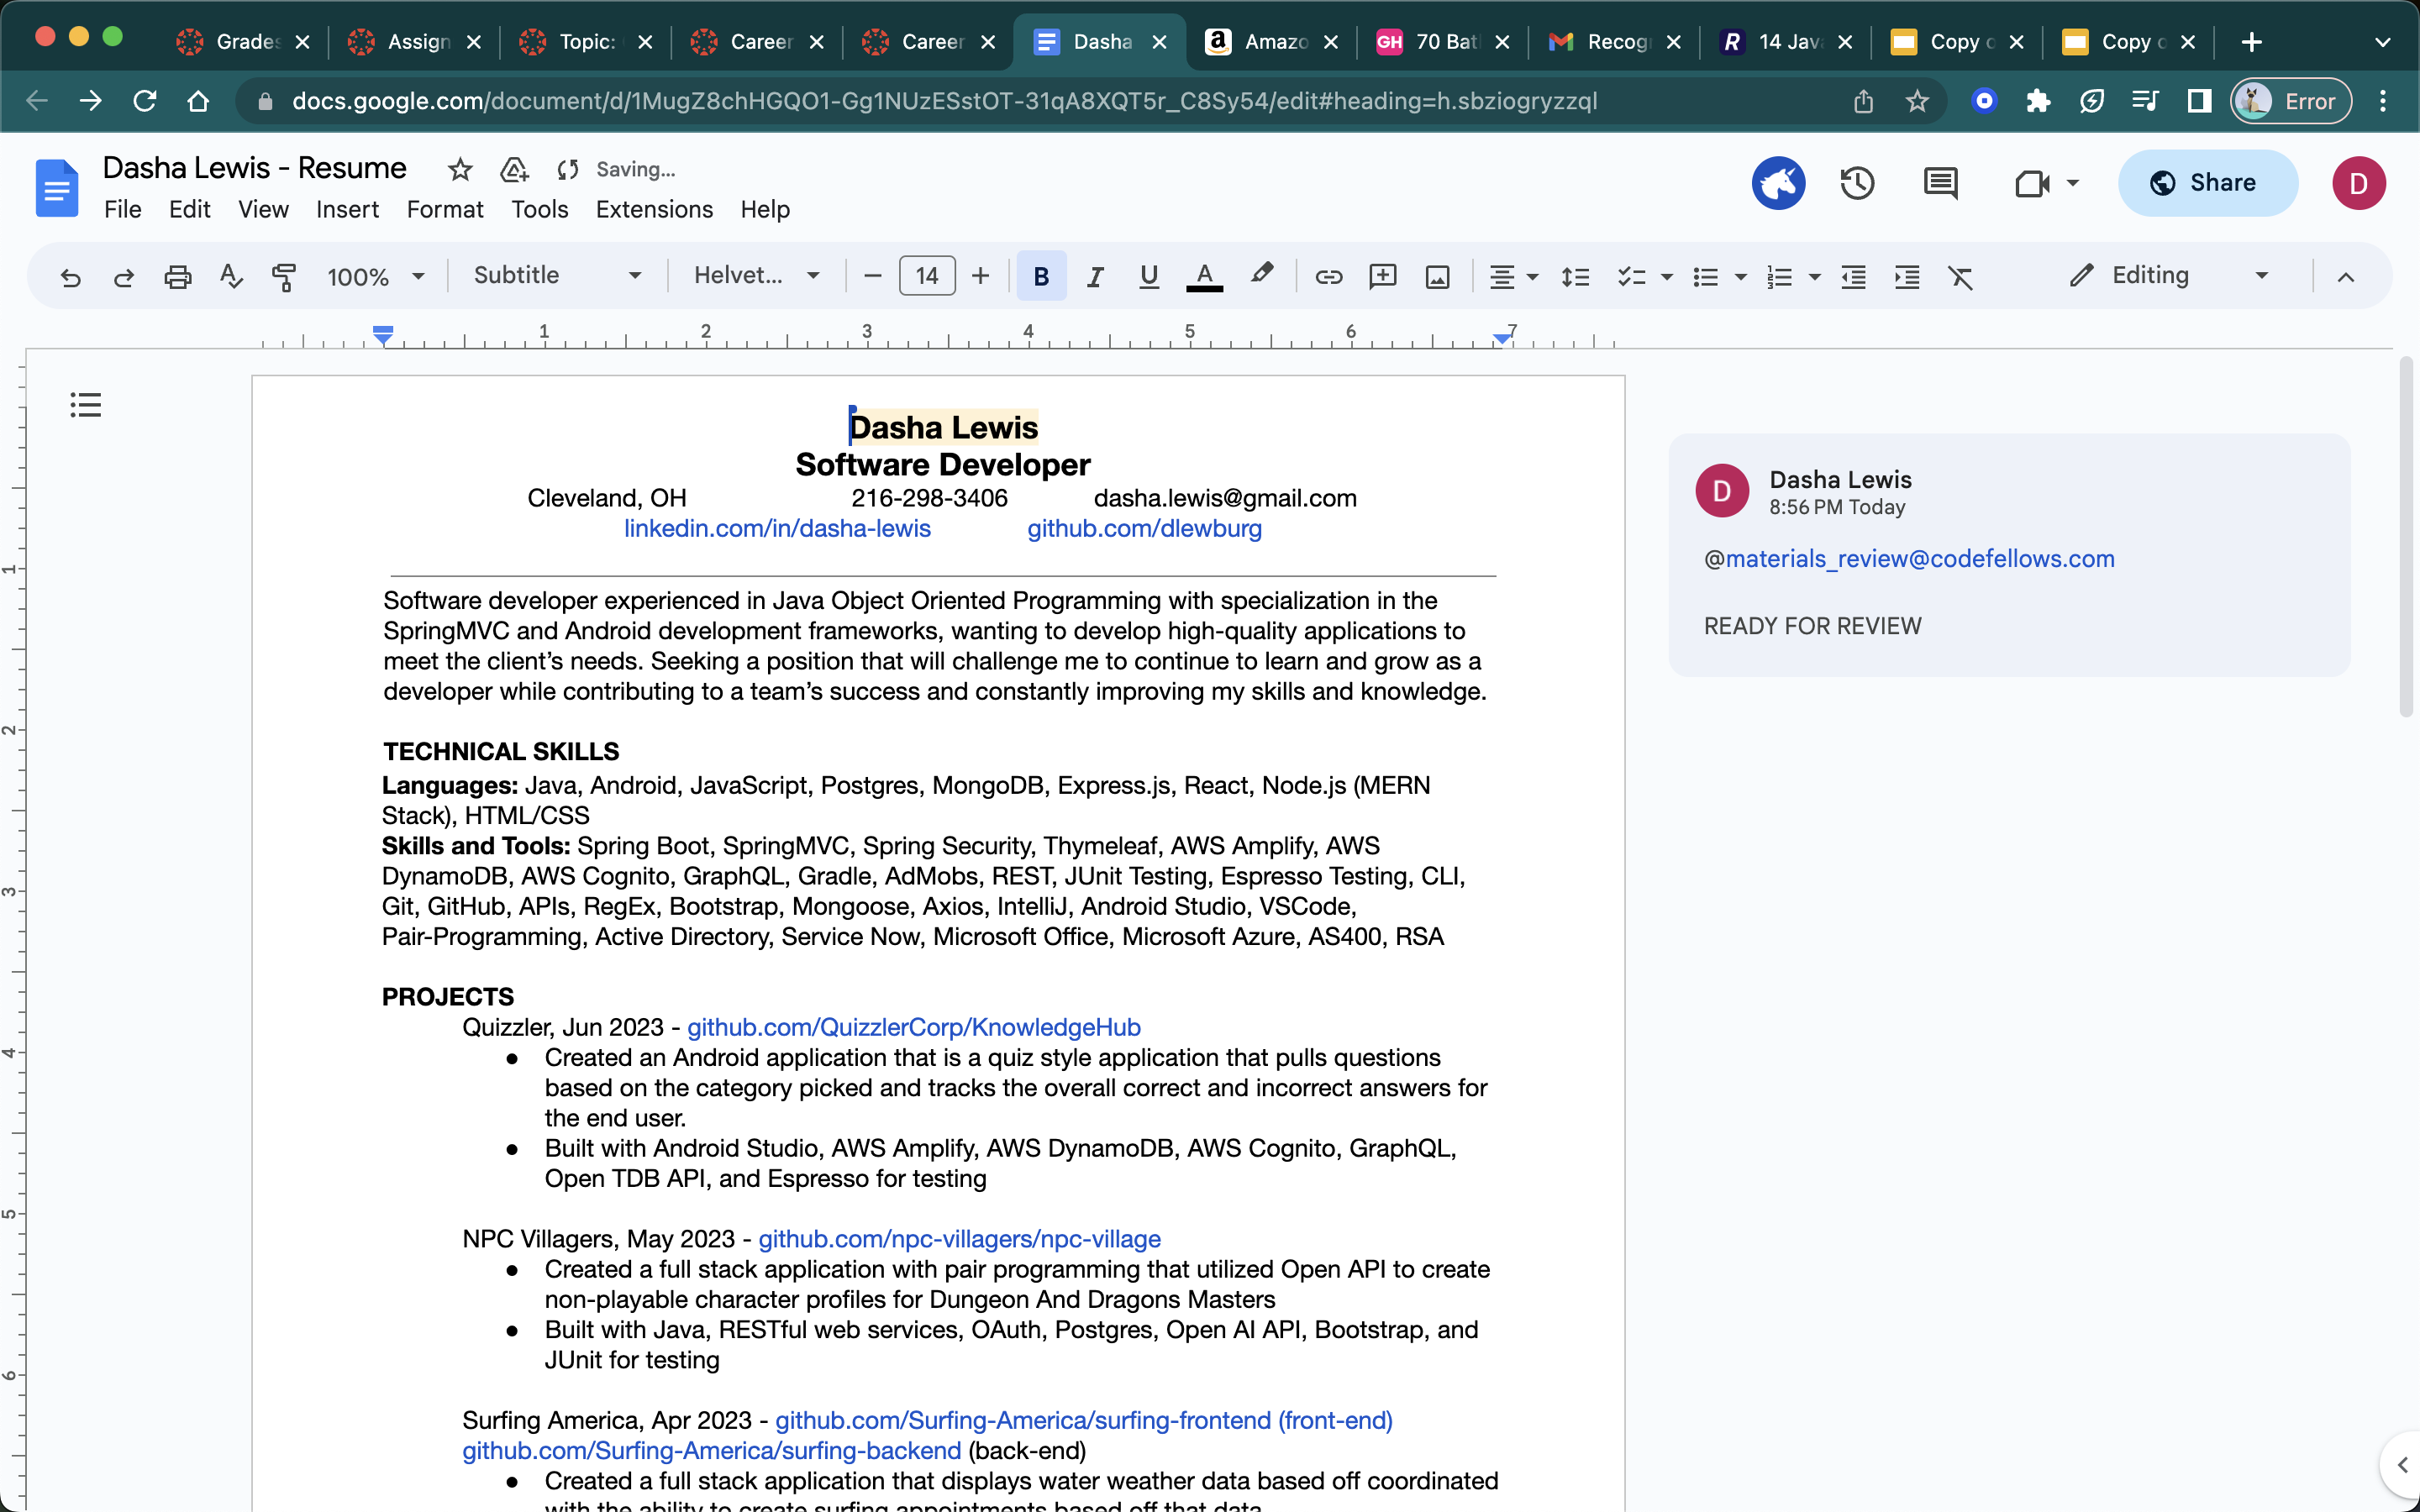 Grades
Assign
Topic:
Career
Career
Dasha
Amazo
GH 70 Bat
Recog
R 14 Jav
Copy o
Copy o
docs.google.com/document/d/1MugZ8chHGQO1-Gg1NUzESstOT-31qA8XQT5r_C8Sy54/edit#heading=h.sbziogryzzql
Error
Dasha Lewis - Resume
Saving...
File Edit View Insert Format Tools Extensions Help
Share
D
100%
Subtitle
Helvet...
14
B
I
U
A
Editing
1 2 3 4 5 6 7
Dasha Lewis
Software Developer
Cleveland, OH 216-298-3406 dasha.lewis@gmail.com
linkedin.com/in/dasha-lewis github.com/dlewburg
Software developer experienced in Java Object Oriented Programming with specialization in the
SpringMVC and Android development frameworks, wanting to develop high-quality applications to
meet the client’s needs. Seeking a position that will challenge me to continue to learn and grow as a
developer while contributing to a team’s success and constantly improving my skills and knowledge.
TECHNICAL SKILLS
Languages: Java, Android, JavaScript, Postgres, MongoDB, Express.js, React, Node.js (MERN
Stack), HTML/CSS
Skills and Tools: Spring Boot, SpringMVC, Spring Security, Thymeleaf, AWS Amplify, AWS
DynamoDB, AWS Cognito, GraphQL, Gradle, AdMobs, REST, JUnit Testing, Espresso Testing, CLI,
Git, GitHub, APIs, RegEx, Bootstrap, Mongoose, Axios, IntelliJ, Android Studio, VSCode,
Pair-Programming, Active Directory, Service Now, Microsoft Office, Microsoft Azure, AS400, RSA
PROJECTS
Quizzler, Jun 2023 - github.com/QuizzlerCorp/KnowledgeHub
● Created an Android application that is a quiz style application that pulls questions
based on the category picked and tracks the overall correct and incorrect answers for
the end user.
● Built with Android Studio, AWS Amplify, AWS DynamoDB, AWS Cognito, GraphQL,
Open TDB API, and Espresso for testing
NPC Villagers, May 2023 - github.com/npc-villagers/npc-village
● Created a full stack application with pair programming that utilized Open API to create
non-playable character profiles for Dungeon And Dragons Masters
● Built with Java, RESTful web services, OAuth, Postgres, Open AI API, Bootstrap, and
JUnit for testing
Surfing America, Apr 2023 - github.com/Surfing-America/surfing-frontend (front-end)
github.com/Surfing-America/surfing-backend (back-end)
● Created a full stack application that displays water weather data based off coordinated
with the ability to create surfing appointments based off that data
D
Dasha Lewis
8:56 PM Today
@materials_review@codefellows.com
READY FOR REVIEW
1
2
3
4
5
6